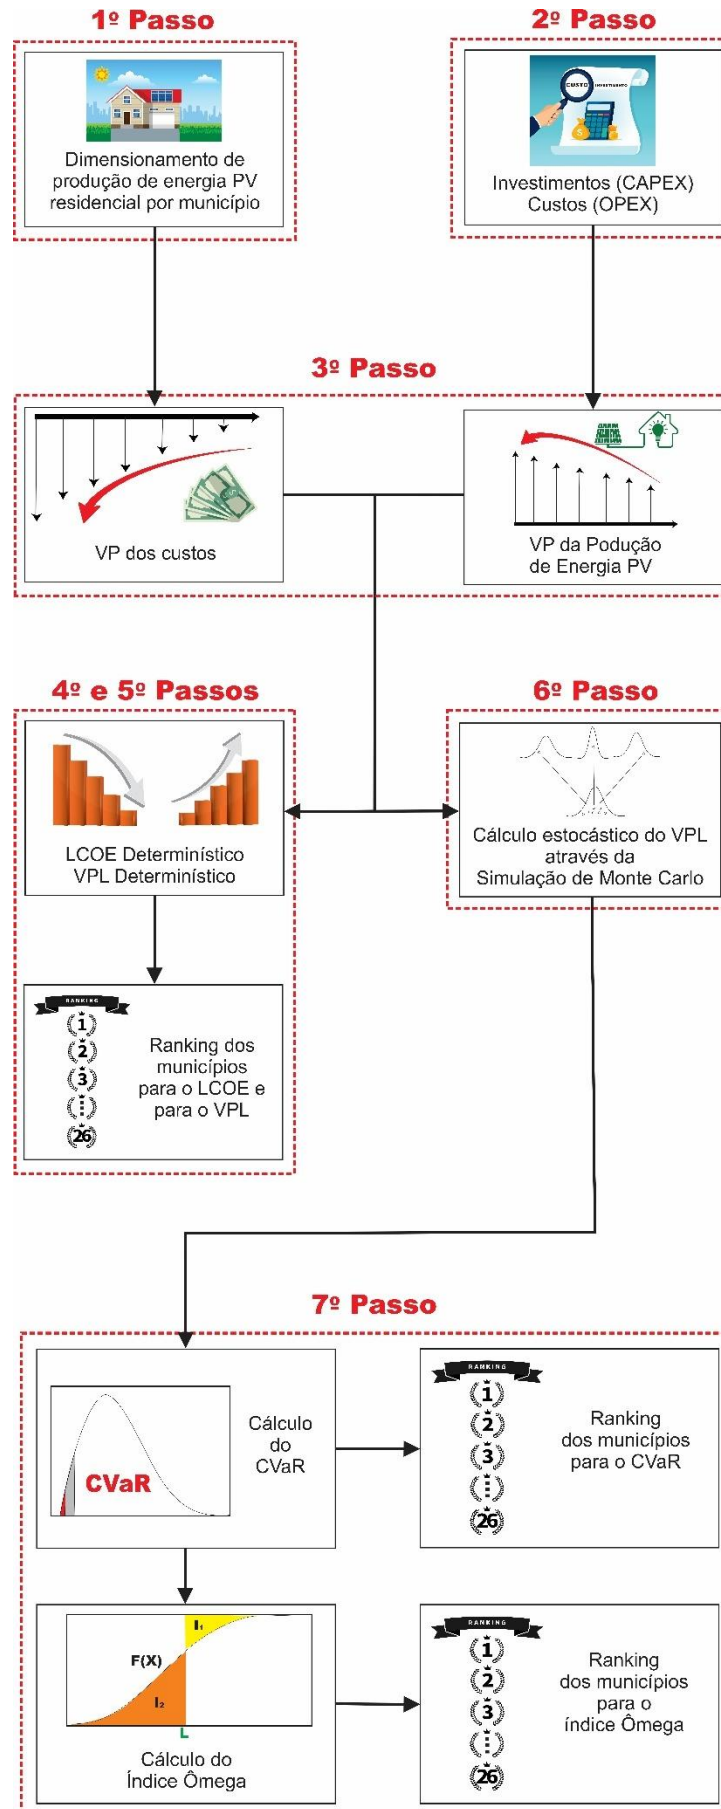 1º Passo
Dimensionamento de
produção de energia PV
residencial por município
2º Passo
CUSTO INVESTIMENTO
Investimentos (CAPEX)
Custos (OPEX)
3º Passo
VP dos custos
VP da Podução
de Energia PV
4º e 5º Passos
LCOE Determinístico
VPL Determinístico
RANKING
1
2
3
26
Ranking dos
municípios
para o LCOE e
para o VPL
6º Passo
Cálculo estocástico do VPL
através da
Simulação de Monte Carlo
7º Passo
CVaR
Cálculo
do
CVaR
RANKING
1
2
3
26
Ranking
dos municípios
para o CVaR
I₁
F(X)
I₂
L
Cálculo do
Índice Ômega
RANKING
1
2
3
26
Ranking
dos municípios
para o
índice Ômega